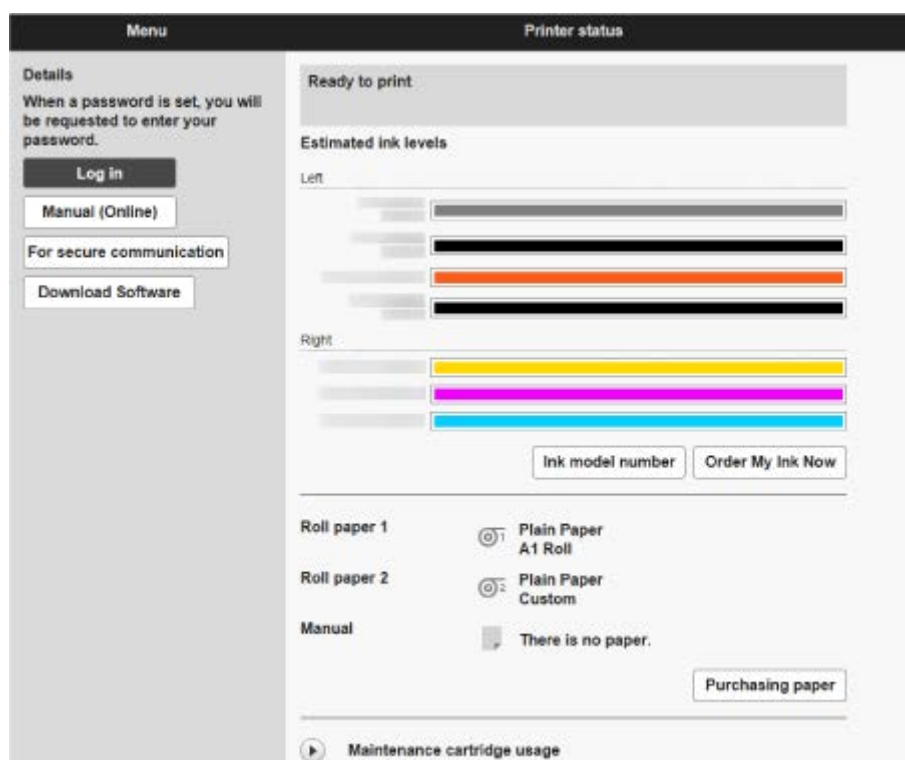 Menu
Printer status
Details
When a password is set, you will
be requested to enter your
password.
Log in
Manual (Online)
For secure communication
Download Software
Ready to print
Estimated ink levels
Left
Right
Ink model number
Order My Ink Now
Roll paper 1
1
Plain Paper
A1 Roll
Roll paper 2
2
Plain Paper
Custom
Manual
There is no paper.
Purchasing paper
Maintenance cartridge usage